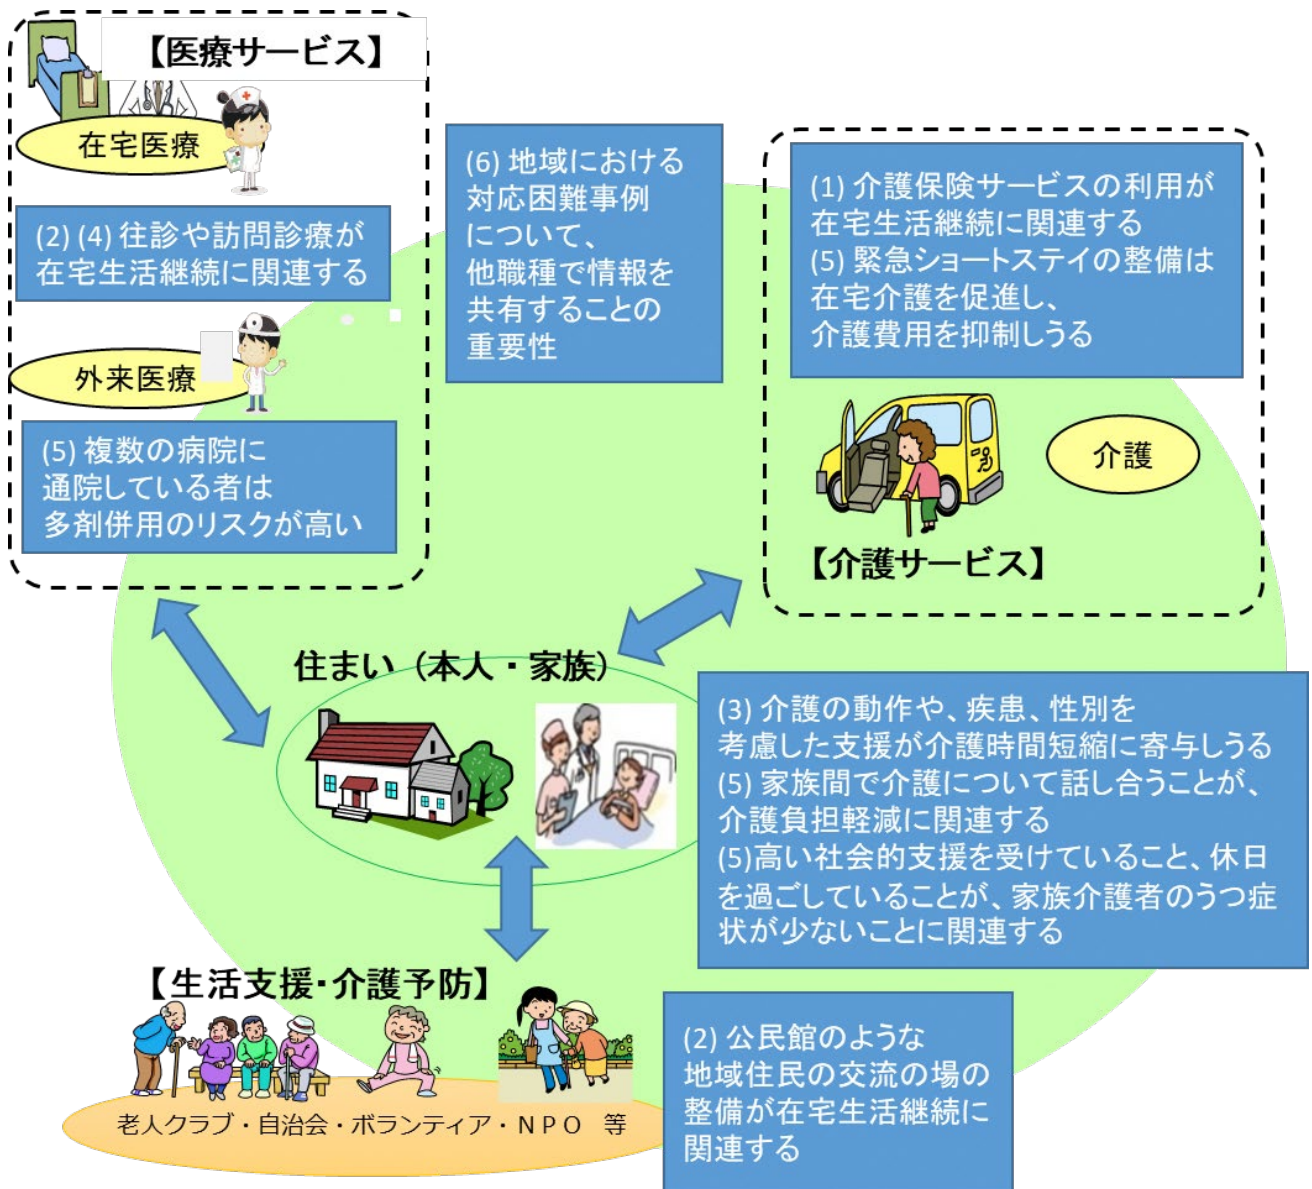 【医療サービス】
在宅医療
(2) (4) 往診や訪問診療が
在宅生活継続に関連する
外来医療
(5) 複数の病院に
通院している者は
多剤併用のリスクが高い
(6) 地域における
対応困難事例
について、
他職種で情報を
共有することの
重要性
(1) 介護保険サービスの利用が
在宅生活継続に関連する
(5) 緊急ショートステイの整備は
在宅介護を促進し、
介護費用を抑制しうる
介護
【介護サービス】
住まい（本人・家族）
(3) 介護の動作や、疾患、性別を
考慮した支援が介護時間短縮に寄与しうる
(5) 家族間で介護について話し合うことが、
介護負担軽減に関連する
(5)高い社会的支援を受けていること、休日
を過ごしていることが、家族介護者のうつ症
状が少ないことに関連する
【生活支援・介護予防】
老人クラブ・自治会・ボランティア・ＮＰＯ 等
(2) 公民館のような
地域住民の交流の場の
整備が在宅生活継続に
関連する